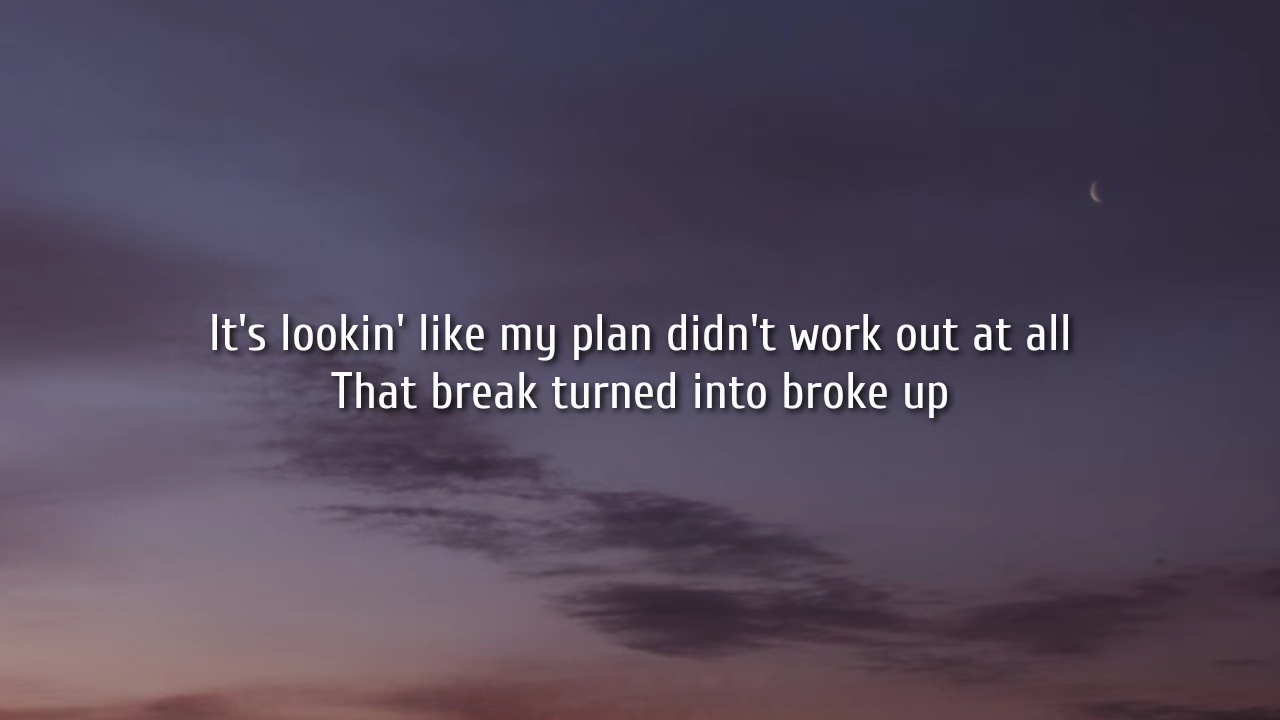 It's lookin' like my plan didn't work out at all
That break turned into broke up